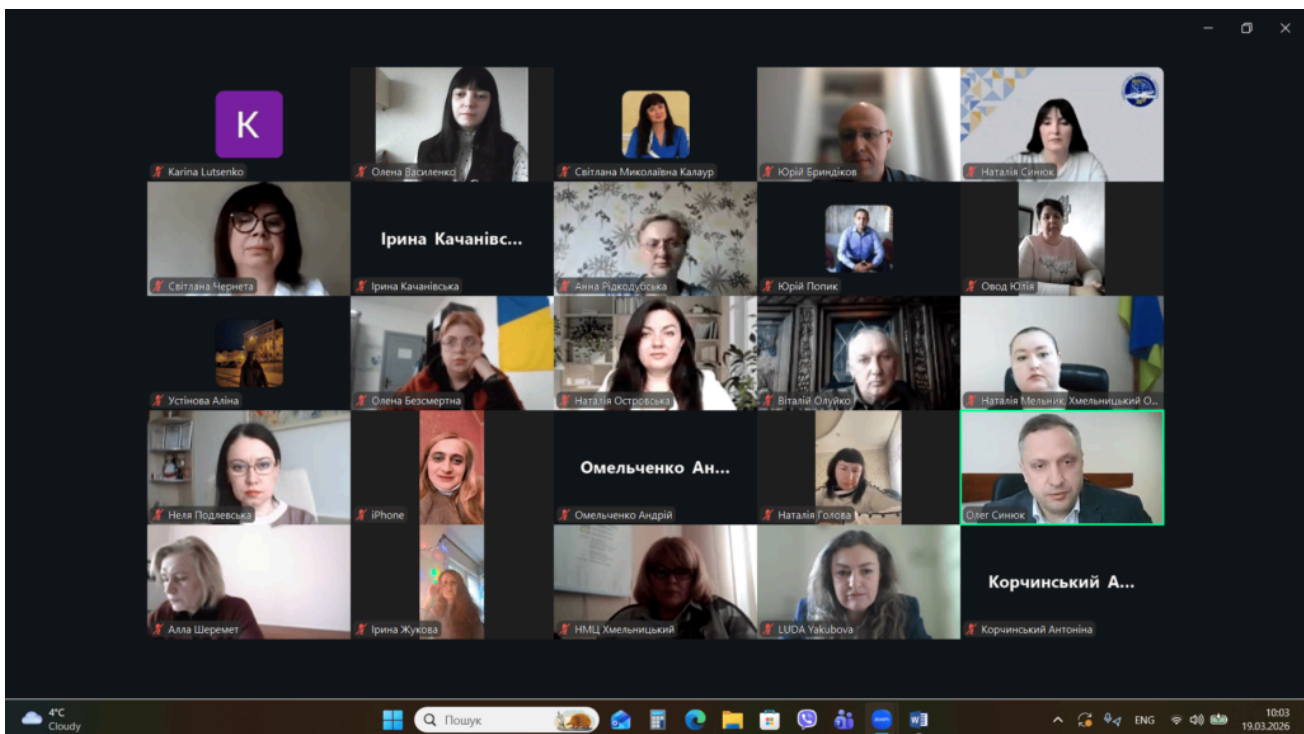 K
Karina Lutsenko
Олена Василенко
Світлана Миколаївна Калаур
Юрій Бриндіков
Наталія Синюк
Світлана Чернета
Ірина Качанівс...
Ірина Качанівська
Анна Рідкодубська
Юрій Попик
Овод Юлія
Устінова Аліна
Олена Безсмертна
Наталія Островська
Віталій Олуйко
Наталія Мельник, Хмельницький О...
Неля Подлевська
iPhone
Омельченко Ан...
Омельченко Андрій
Наталія Голова
Олег Синюк
Алла Шеремет
Ірина Жукова
НМЦ Хмельницький
LUDA Yakubova
Корчинський А...
Корчинський Антоніна
4°C
Cloudy
Пошук
zoom
W
ENG
10:03
19.03.2026